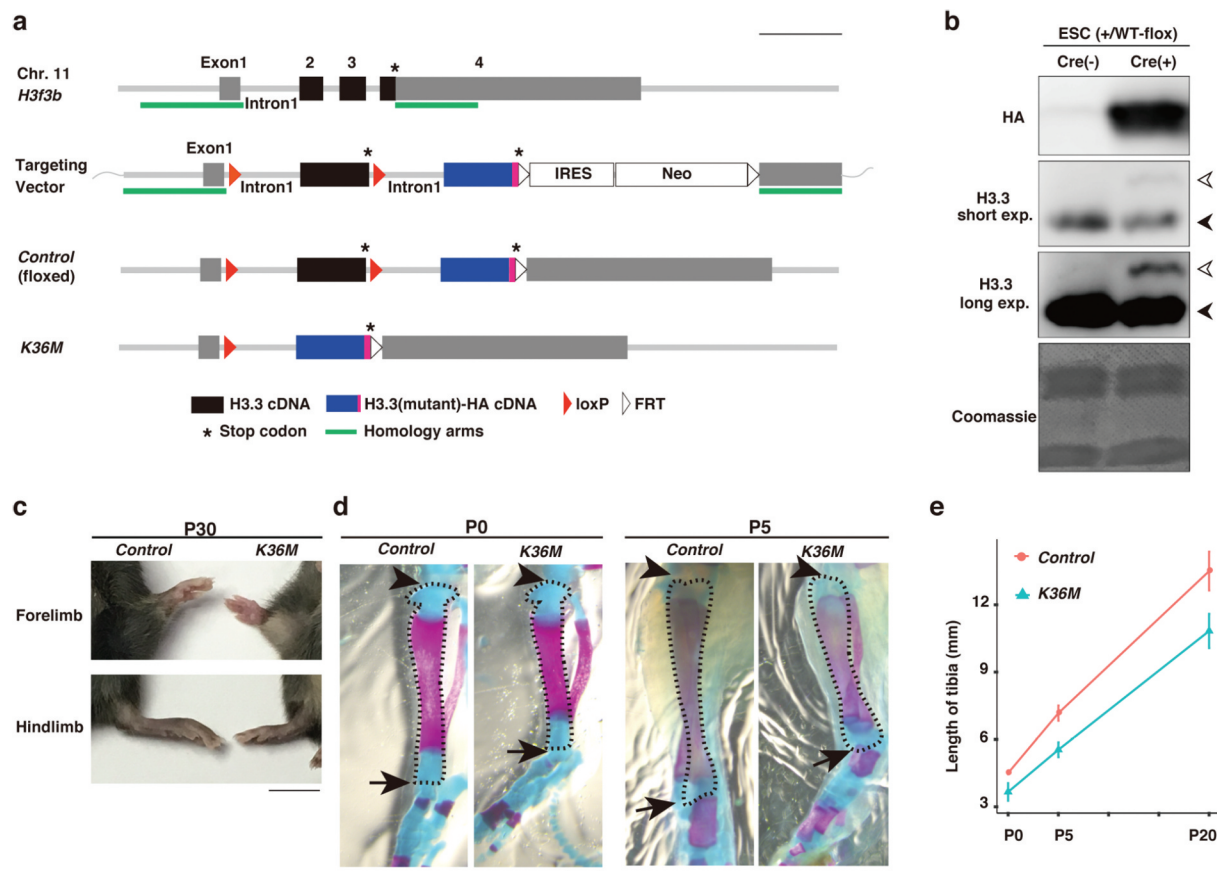 a
Chr. 11
H3f3b
Exon1
Intron1
2
3
*
4
Targeting
Vector
Exon1
Intron1
*
Intron1
*
IRES
Neo
Control
(floxed)
*
*
K36M
*
H3.3 cDNA
H3.3(mutant)-HA cDNA
loxP
FRT
* Stop codon
Homology arms
b
ESC (+/WT-flox)
Cre(-) Cre(+)
HA
H3.3
short exp.
H3.3
long exp.
Coomassie
c
P30
Control K36M
Forelimb
Hindlimb
d
P0
Control K36M
P5
Control K36M
e
Length of tibia (mm)
12
9
6
3
Control
K36M
P0 P5 P20